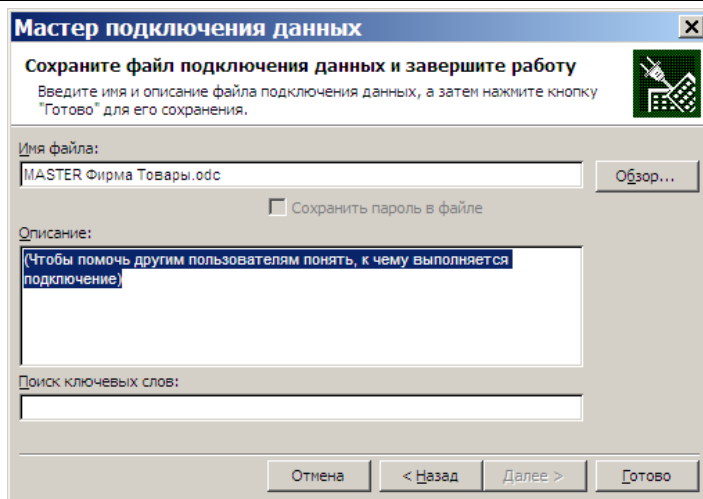 Мастер подключения данных
Сохраните файл подключения данных и завершите работу
Введите имя и описание файла подключения данных, а затем нажмите кнопку
"Готово" для его сохранения.
Имя файла:
MASTER Фирма Товары.odc
Обзор...
Сохранить пароль в файле
Описание:
(Чтобы помочь другим пользователям понять, к чему выполняется
подключение)
Поиск ключевых слов:
Отмена
< Назад
Далее >
Готово